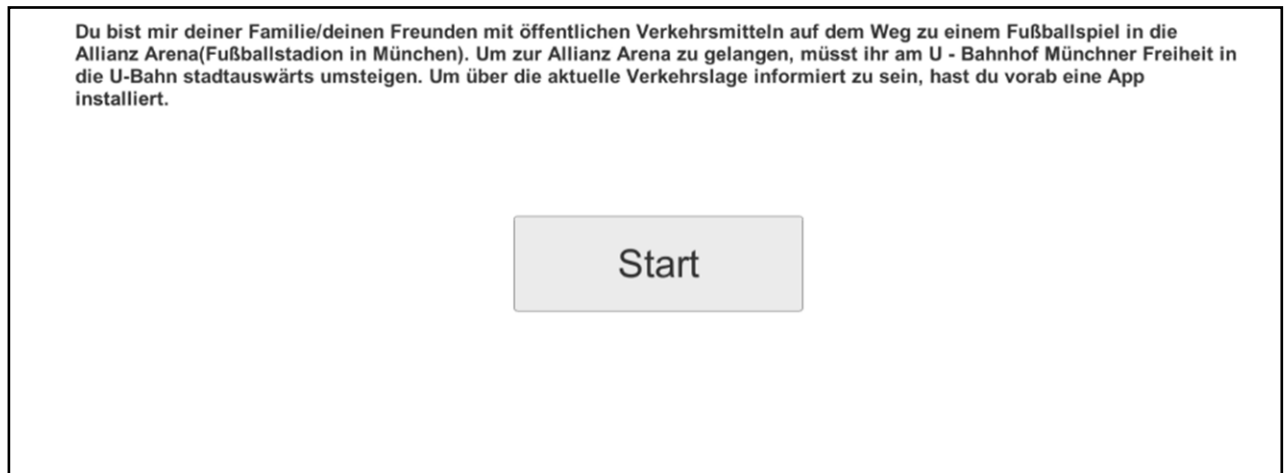 Du bist mir deiner Familie/deinen Freunden mit öffentlichen Verkehrsmitteln auf dem Weg zu einem Fußballspiel in die
Allianz Arena(Fußballstadion in München). Um zur Allianz Arena zu gelangen, müsst ihr am U - Bahnhof Münchner Freiheit in
die U-Bahn stadtauswärts umsteigen. Um über die aktuelle Verkehrslage informiert zu sein, hast du vorab eine App
installiert.
Start